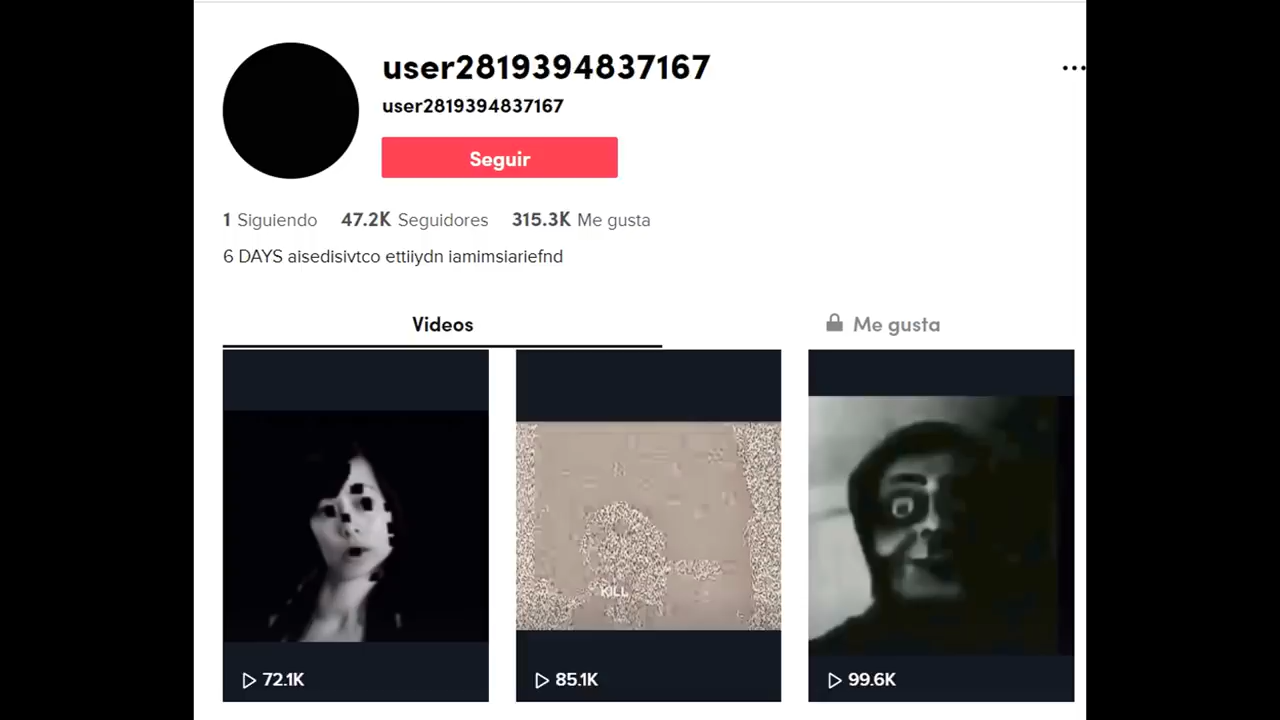 user2819394837167
user2819394837167
Seguir
1 Siguiendo 47.2K Seguidores 315.3K Me gusta
6 DAYS aisedisivtco ettiiydn iamimsiariefnd
Videos Me gusta
KILL
72.1K 85.1K 99.6K